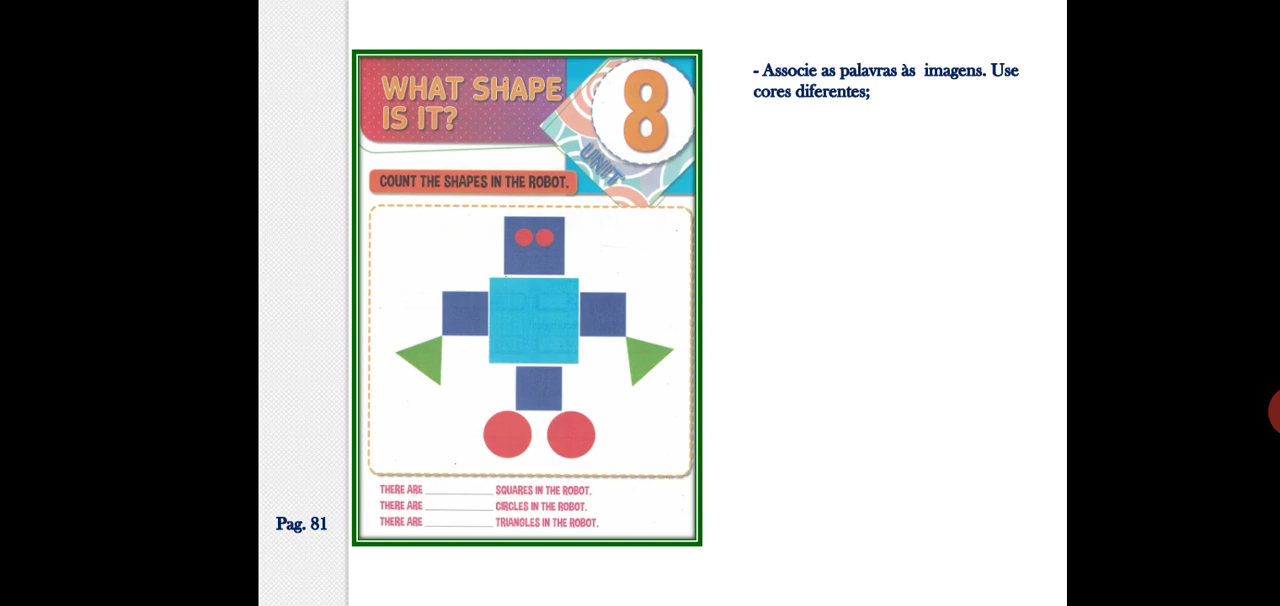 WHAT SHAPE
IS IT?
8
UNIT
COUNT THE SHAPES IN THE ROBOT.
THERE ARE ____________ SQUARES IN THE ROBOT.
THERE ARE ____________ CIRCLES IN THE ROBOT.
THERE ARE ____________ TRIANGLES IN THE ROBOT.
Pag. 81
- Associe as palavras às  imagens. Use
cores diferentes;